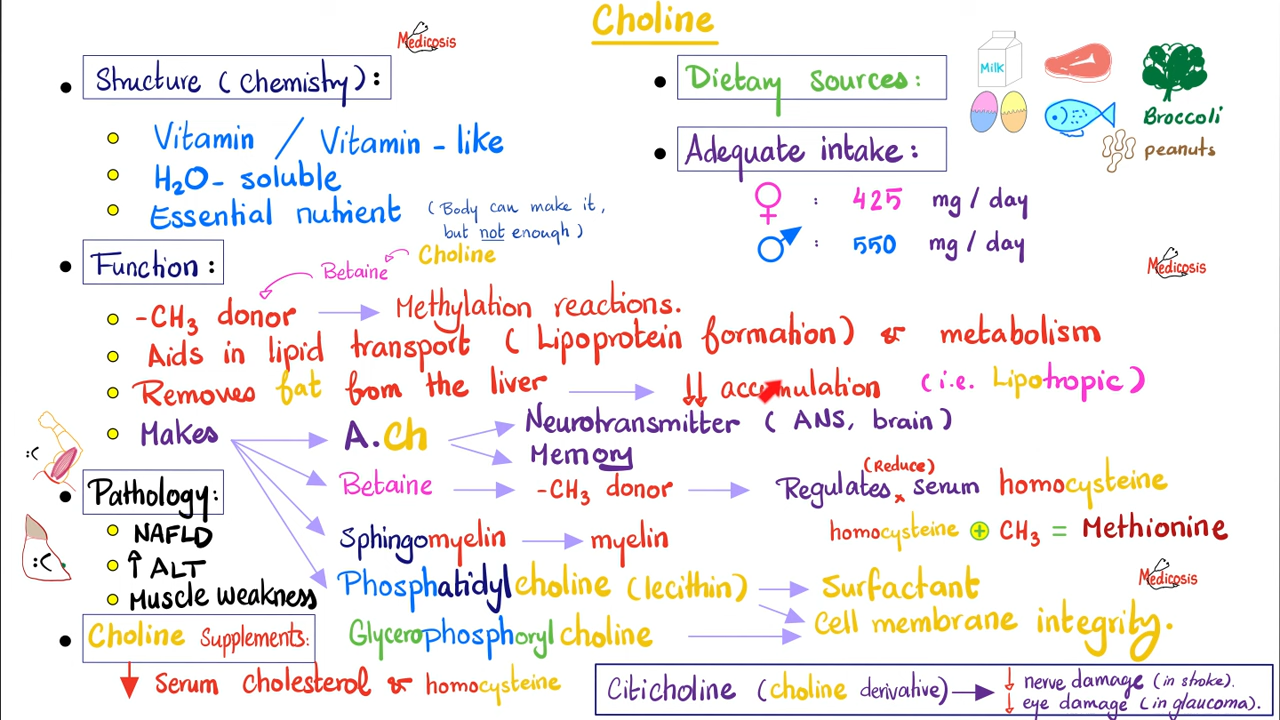 Choline
Medicosis
Structure (Chemistry):
Vitamin / Vitamin-like
H₂O-soluble
Essential nutrient (Body can make it,
but not enough)
Dietary sources:
Milk
Broccoli
peanuts
Adequate intake:
♀ : 425 mg/day
♂ : 550 mg/day
Medicosis
Function:
Betaine
Choline
-CH₃ donor → Methylation reactions.
Aids in lipid transport (Lipoprotein formation) & metabolism
Removes fat from the liver → ↓↓ accumulation (i.e. Lipotropic)
Makes → A.Ch → Neurotransmitter (ANS, brain)
Memory
Betaine → -CH₃ donor → Regulates serum homocysteine
(Reduce)
homocysteine + CH₃ = Methionine
Sphingomyelin → myelin
Phosphatidylcholine (lecithin) → Surfactant
Cell membrane integrity.
Glycerophosphorylcholine →
Medicosis
:(
Pathology:
NAFLD
↑ ALT
Muscle weakness
:(
Choline Supplements:
↓ Serum Cholesterol & homocysteine
Citicholine (choline derivative) → ↓ nerve damage (in stroke).
↓ eye damage (in glaucoma).